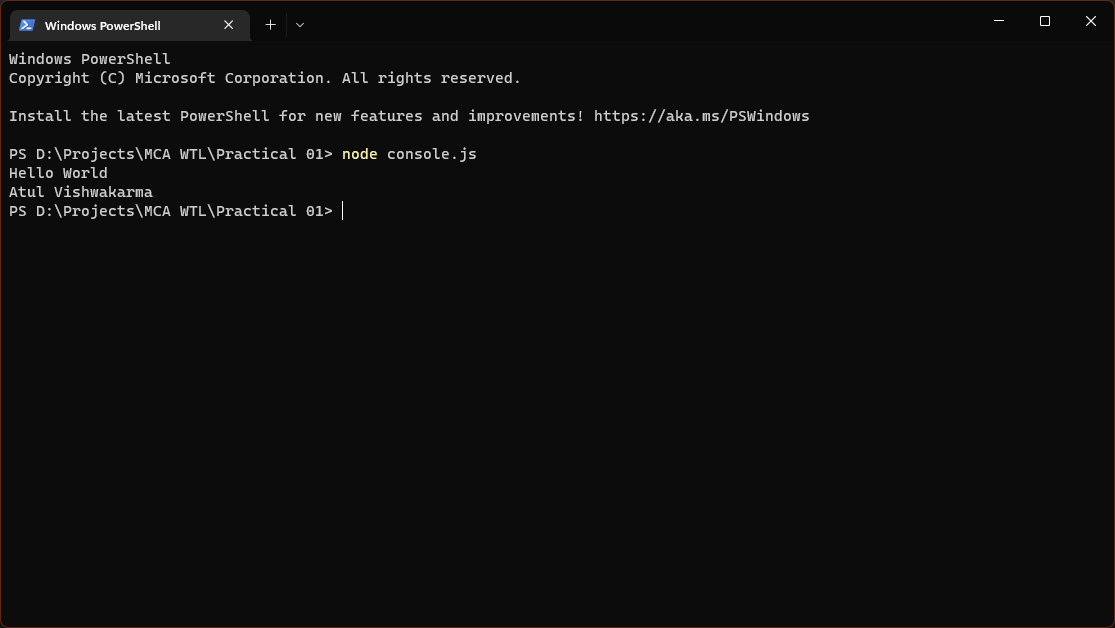 Windows PowerShell
Windows PowerShell
Copyright (C) Microsoft Corporation. All rights reserved.
Install the latest PowerShell for new features and improvements! https://aka.ms/PSWindows
PS D:\Projects\MCA WTL\Practical 01> node console.js
Hello World
Atul Vishwakarma
PS D:\Projects\MCA WTL\Practical 01>